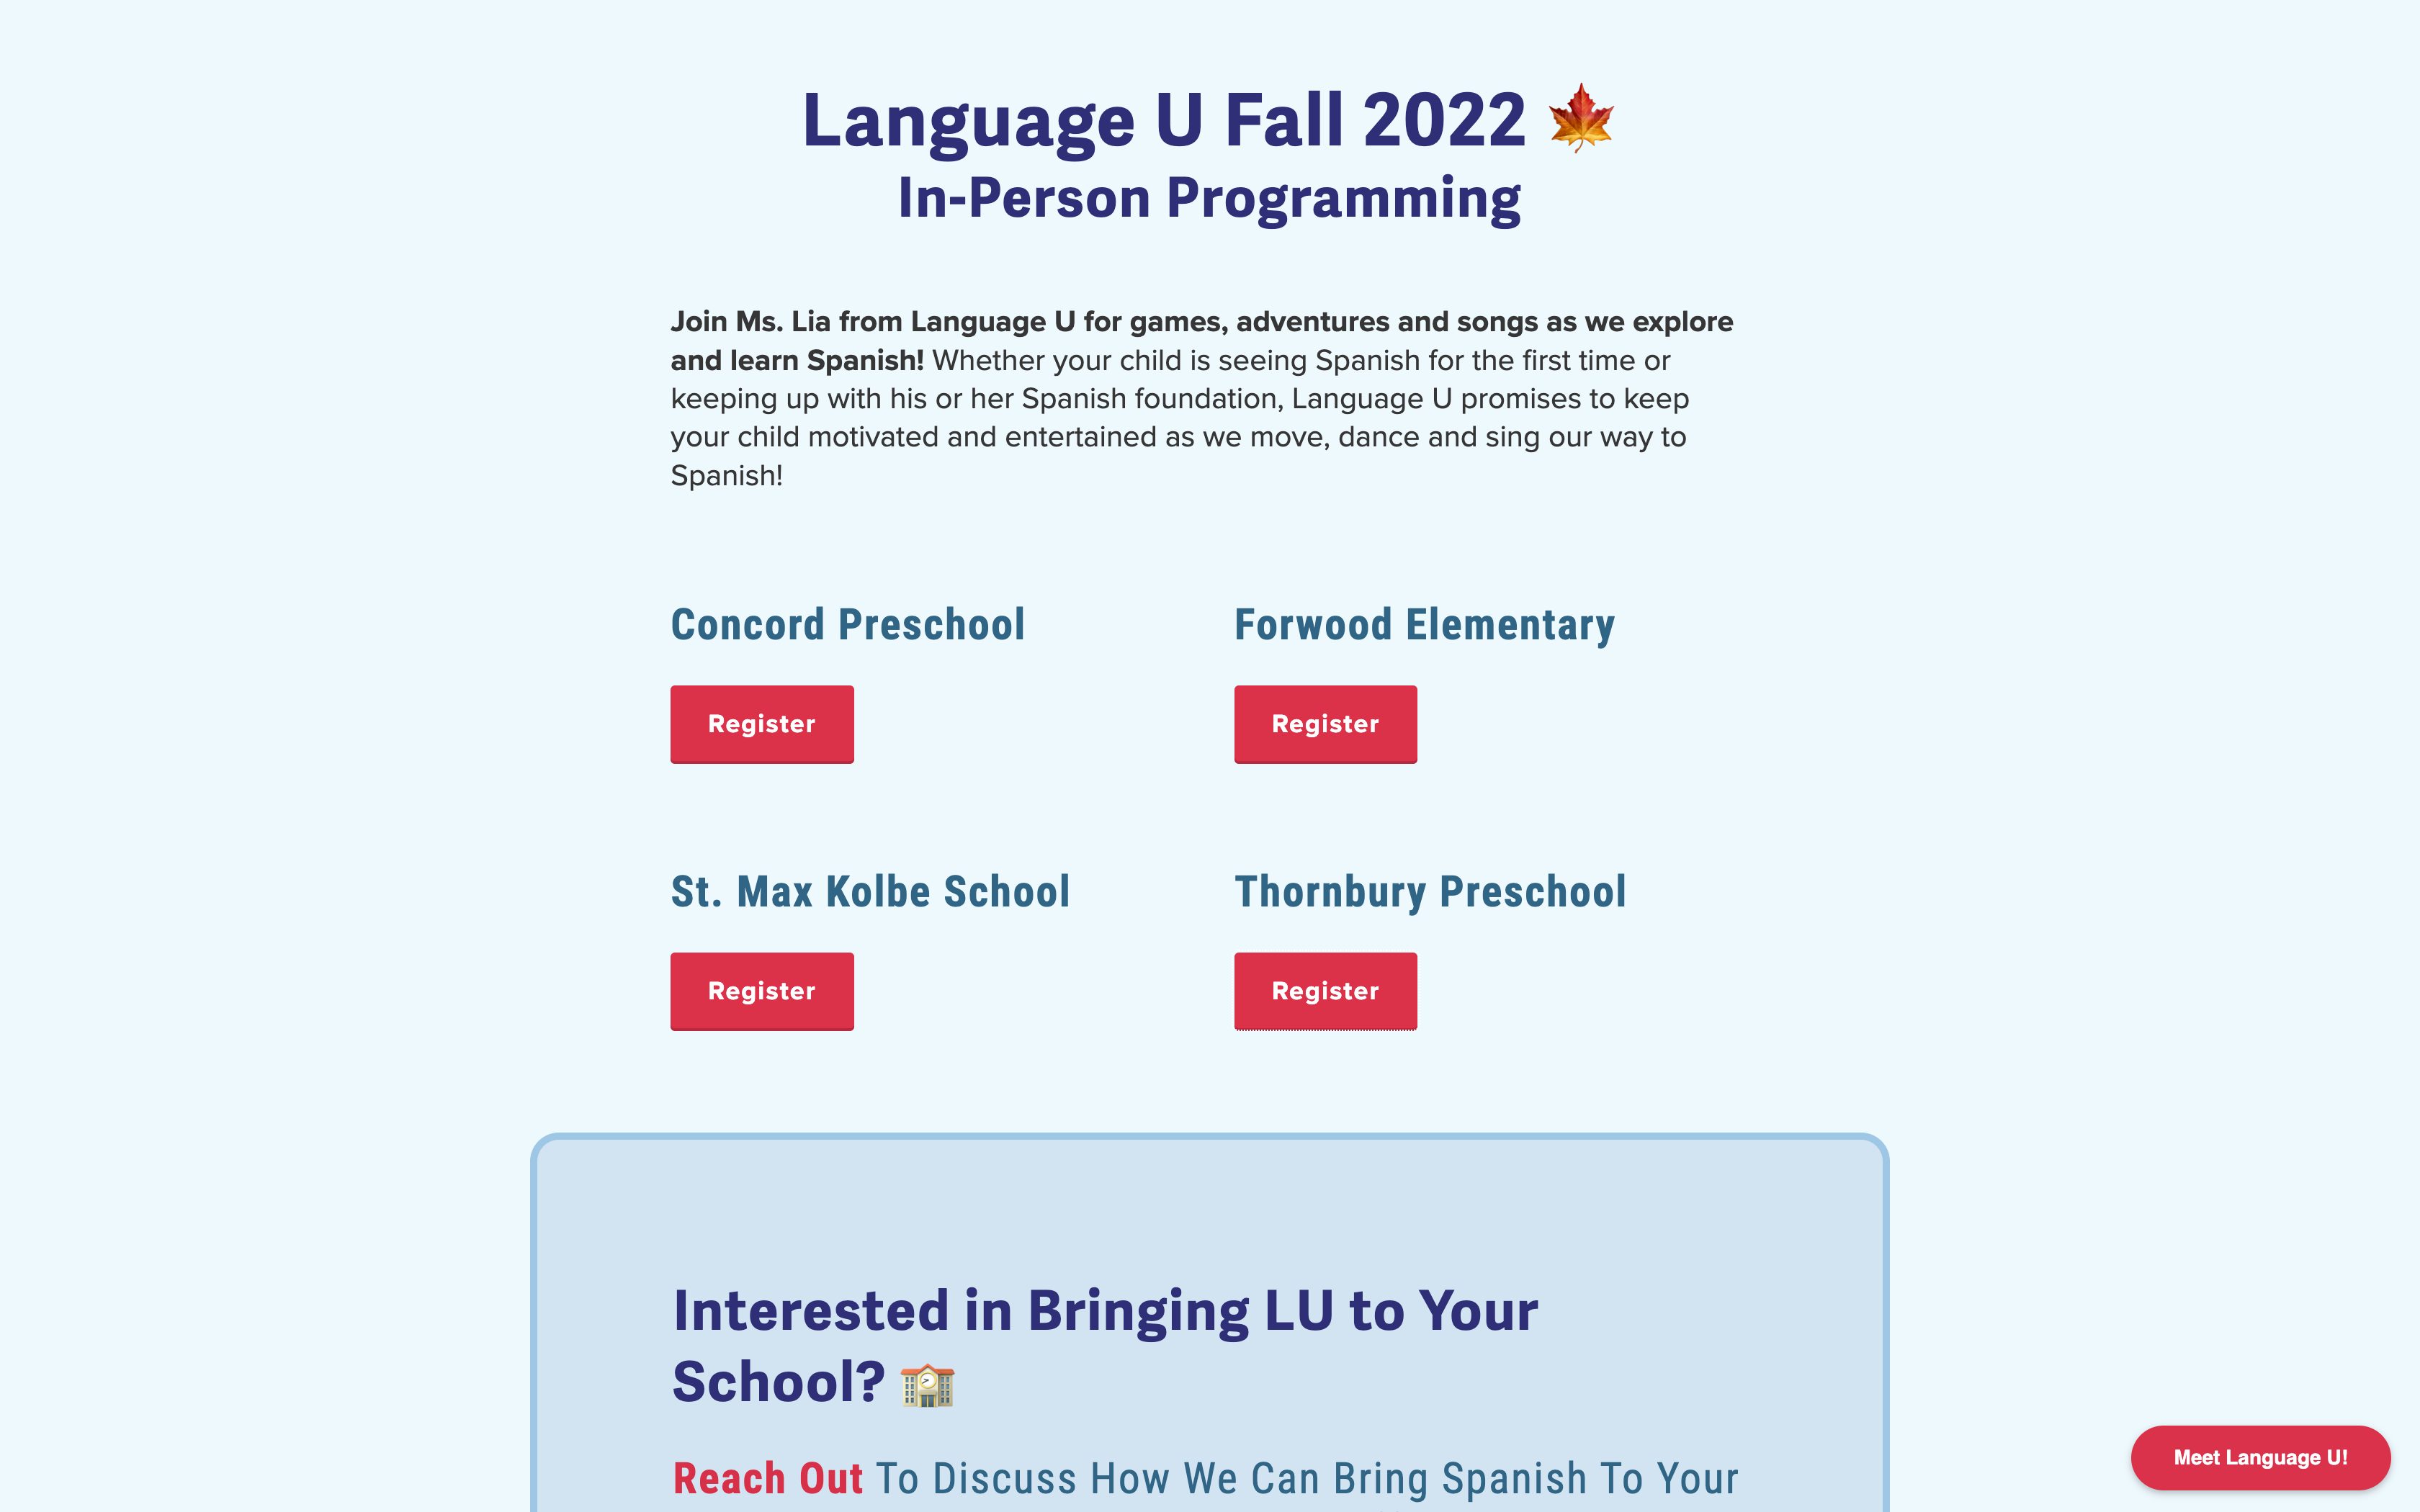 Language U Fall 2022 🍁
In-Person Programming
Join Ms. Lia from Language U for games, adventures and songs as we explore
and learn Spanish! Whether your child is seeing Spanish for the first time or
keeping up with his or her Spanish foundation, Language U promises to keep
your child motivated and entertained as we move, dance and sing our way to
Spanish!
Concord Preschool
Register
Forwood Elementary
Register
St. Max Kolbe School
Register
Thornbury Preschool
Register
Interested in Bringing LU to Your
School? 🏫
Reach Out To Discuss How We Can Bring Spanish To Your
Meet Language U!